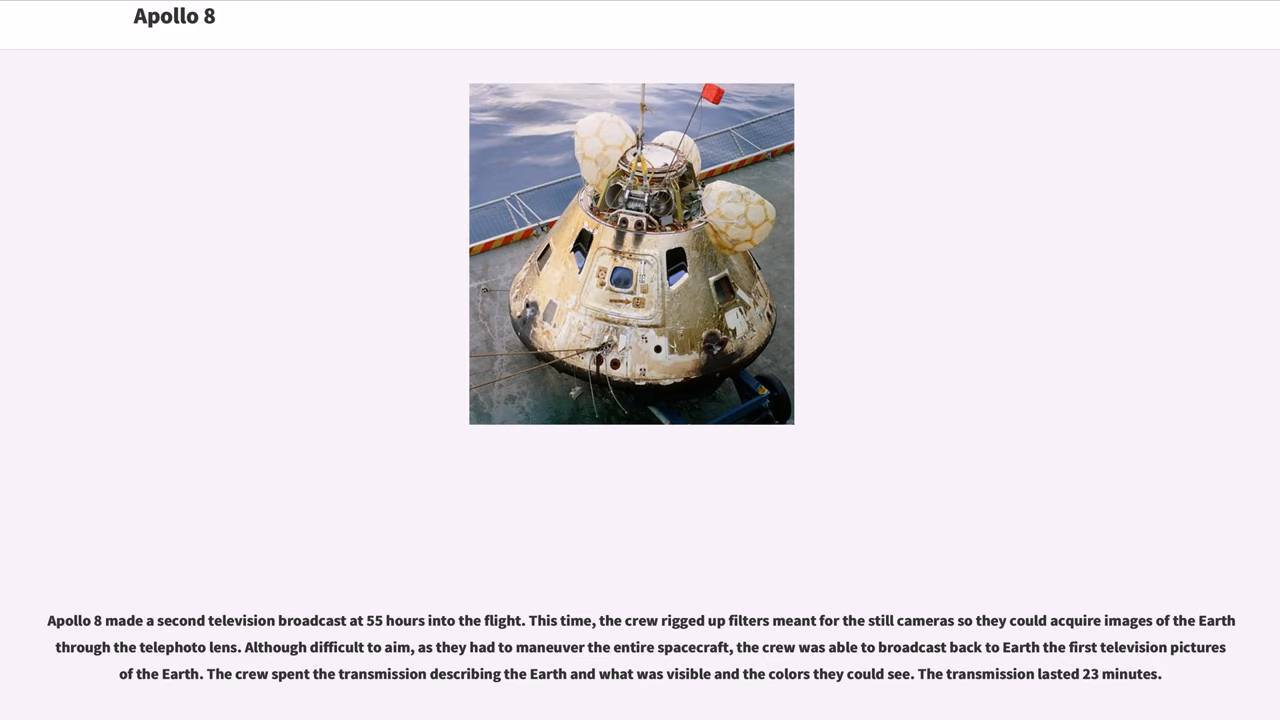 Apollo 8
Apollo 8 made a second television broadcast at 55 hours into the flight. This time, the crew rigged up filters meant for the still cameras so they could acquire images of the Earth
through the telephoto lens. Although difficult to aim, as they had to maneuver the entire spacecraft, the crew was able to broadcast back to Earth the first television pictures
of the Earth. The crew spent the transmission describing the Earth and what was visible and the colors they could see. The transmission lasted 23 minutes.